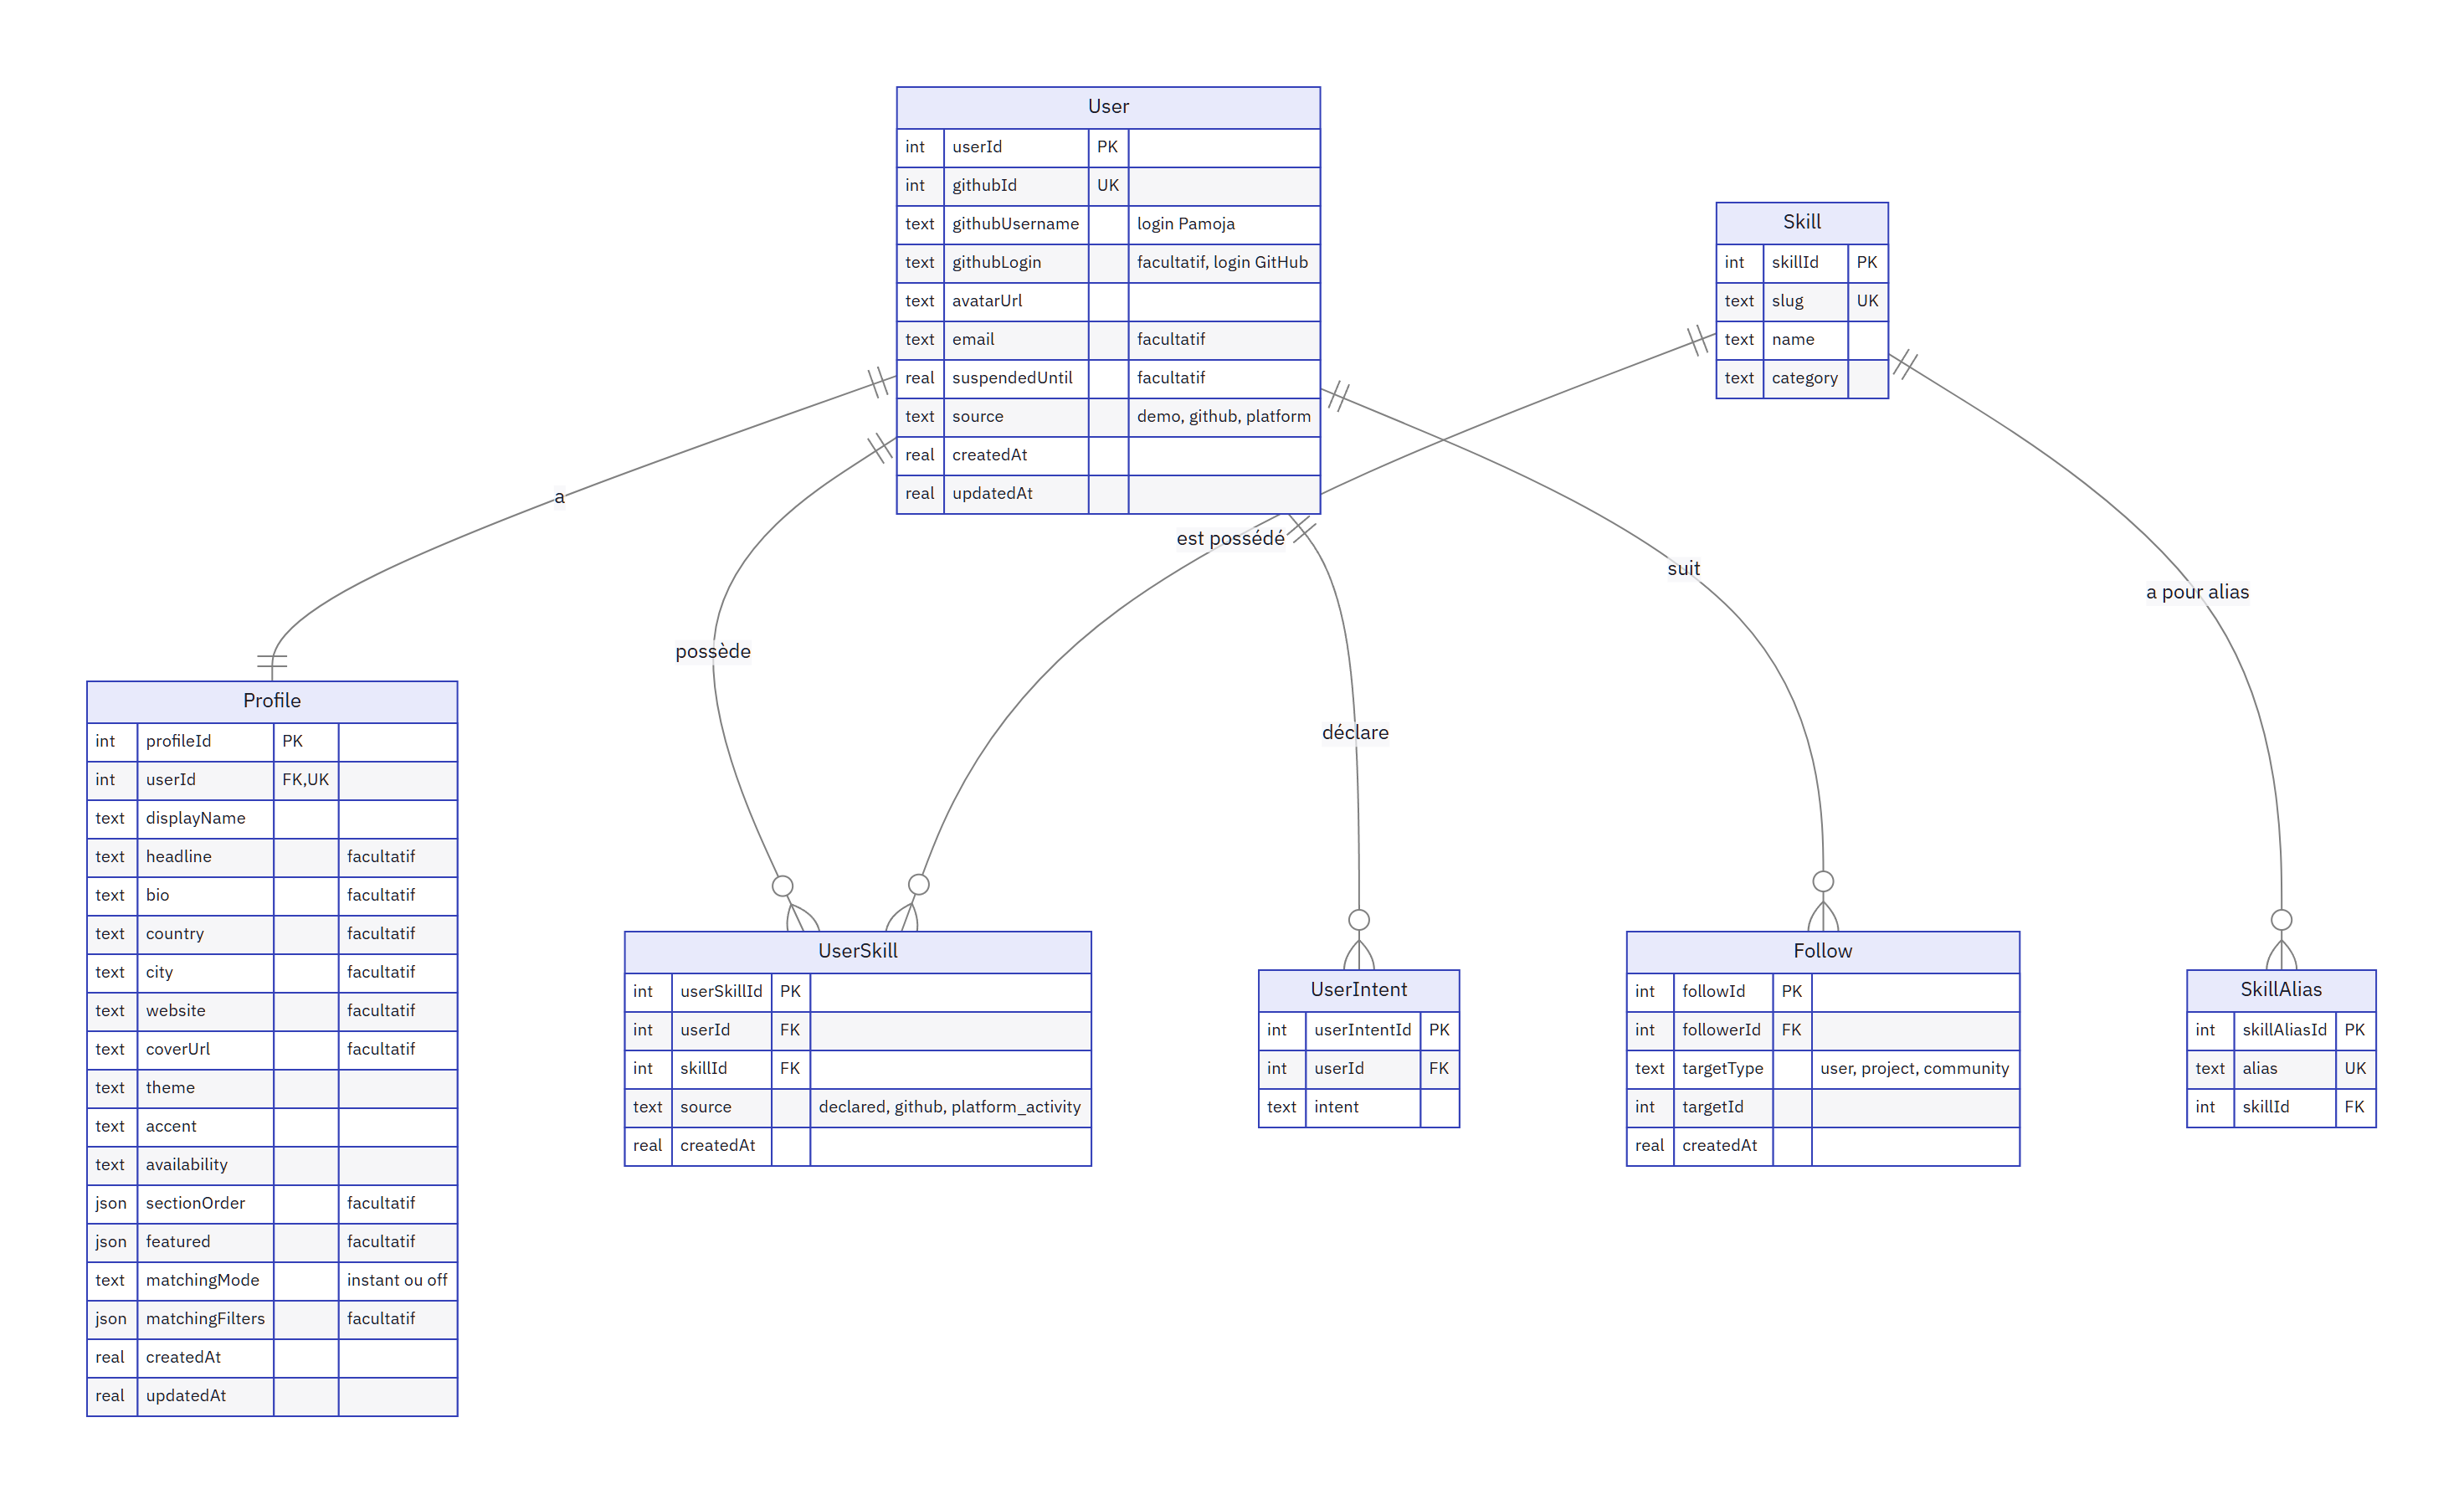 User
int userId PK
int githubId UK
text githubUsername login Pamoja
text githubLogin facultatif, login GitHub
text avatarUrl
text email facultatif
real suspendedUntil facultatif
text source demo, github, platform
real createdAt
real updatedAt
Skill
int skillId PK
text slug UK
text name
text category
a
est possédé
suit
a pour alias
possède
déclare
Profile
int profileId PK
int userId FK,UK
text displayName
text headline facultatif
text bio facultatif
text country facultatif
text city facultatif
text website facultatif
text coverUrl facultatif
text theme
text accent
text availability
json sectionOrder facultatif
json featured facultatif
text matchingMode instant ou off
json matchingFilters facultatif
real createdAt
real updatedAt
UserSkill
int userSkillId PK
int userId FK
int skillId FK
text source declared, github, platform_activity
real createdAt
UserIntent
int userIntentId PK
int userId FK
text intent
Follow
int followId PK
int followerId FK
text targetType user, project, community
int targetId
real createdAt
SkillAlias
int skillAliasId PK
text alias UK
int skillId FK